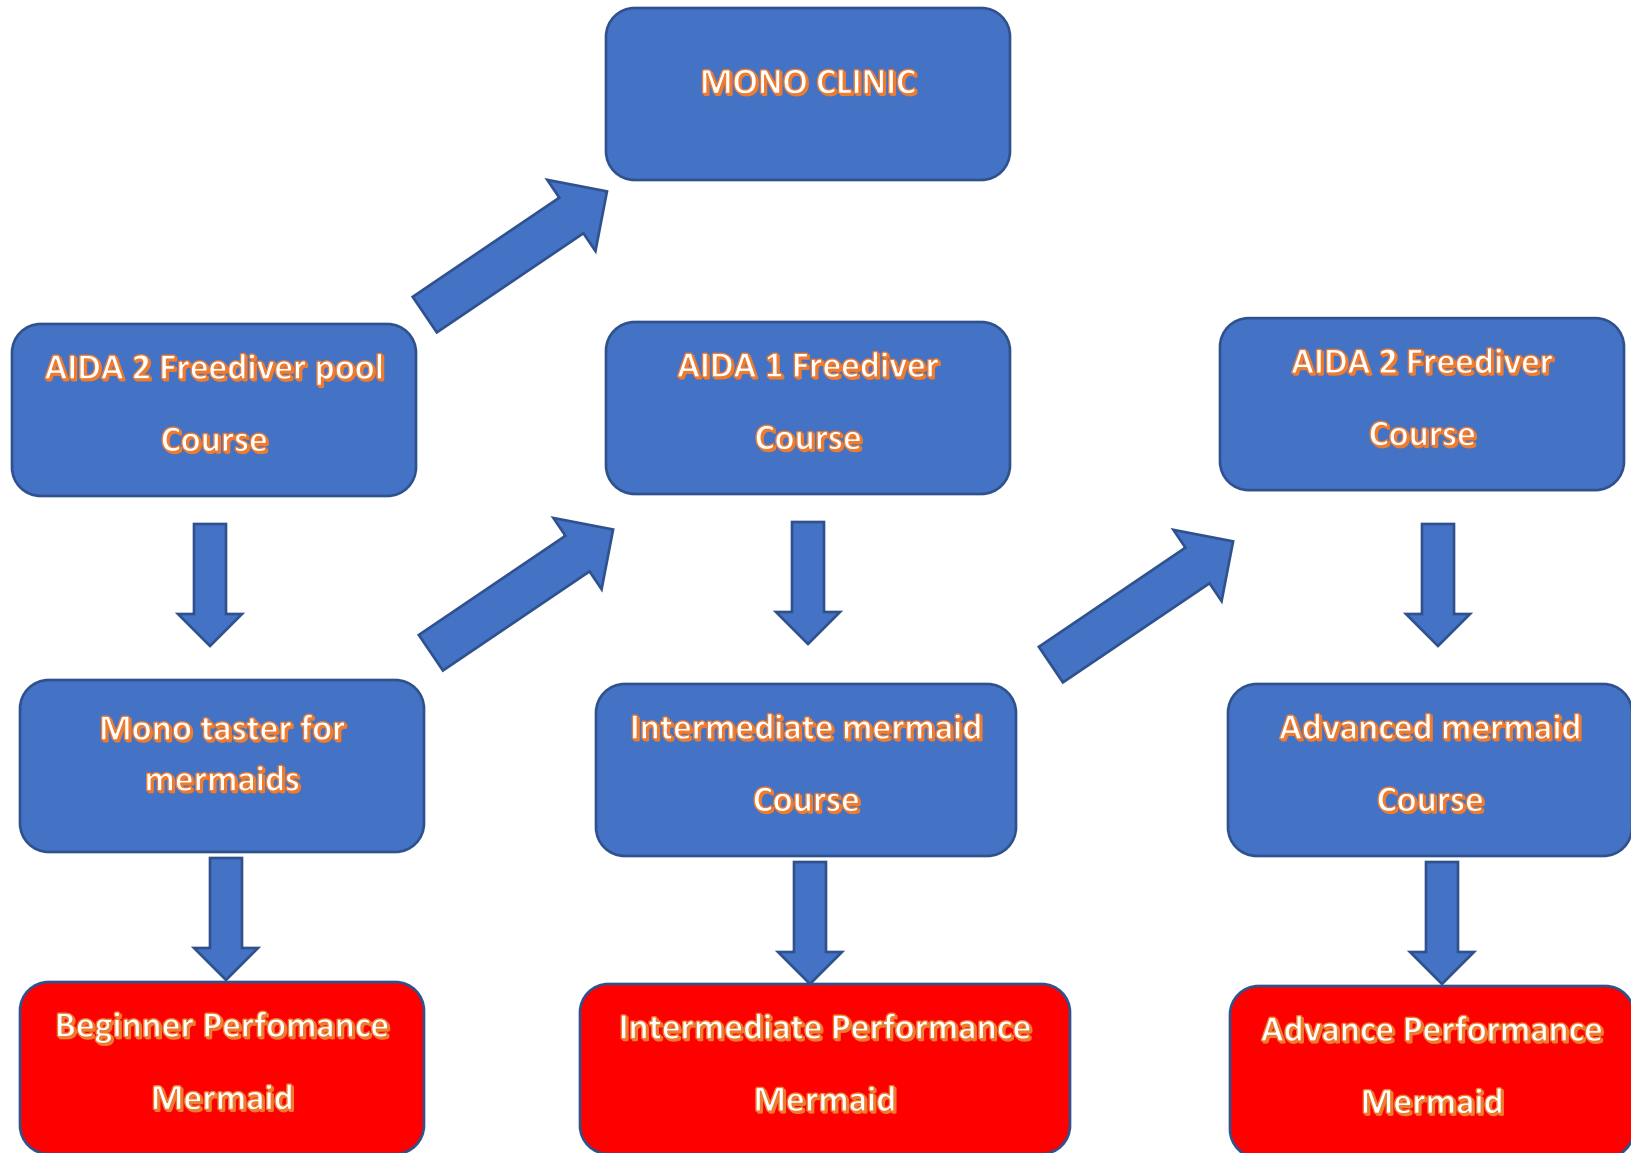 MONO CLINIC
AIDA 2 Freediver pool
Course
AIDA 1 Freediver
Course
AIDA 2 Freediver
Course
Mono taster for
mermaids
Intermediate mermaid
Course
Advanced mermaid
Course
Beginner Perfomance
Mermaid
Intermediate Performance
Mermaid
Advance Performance
Mermaid